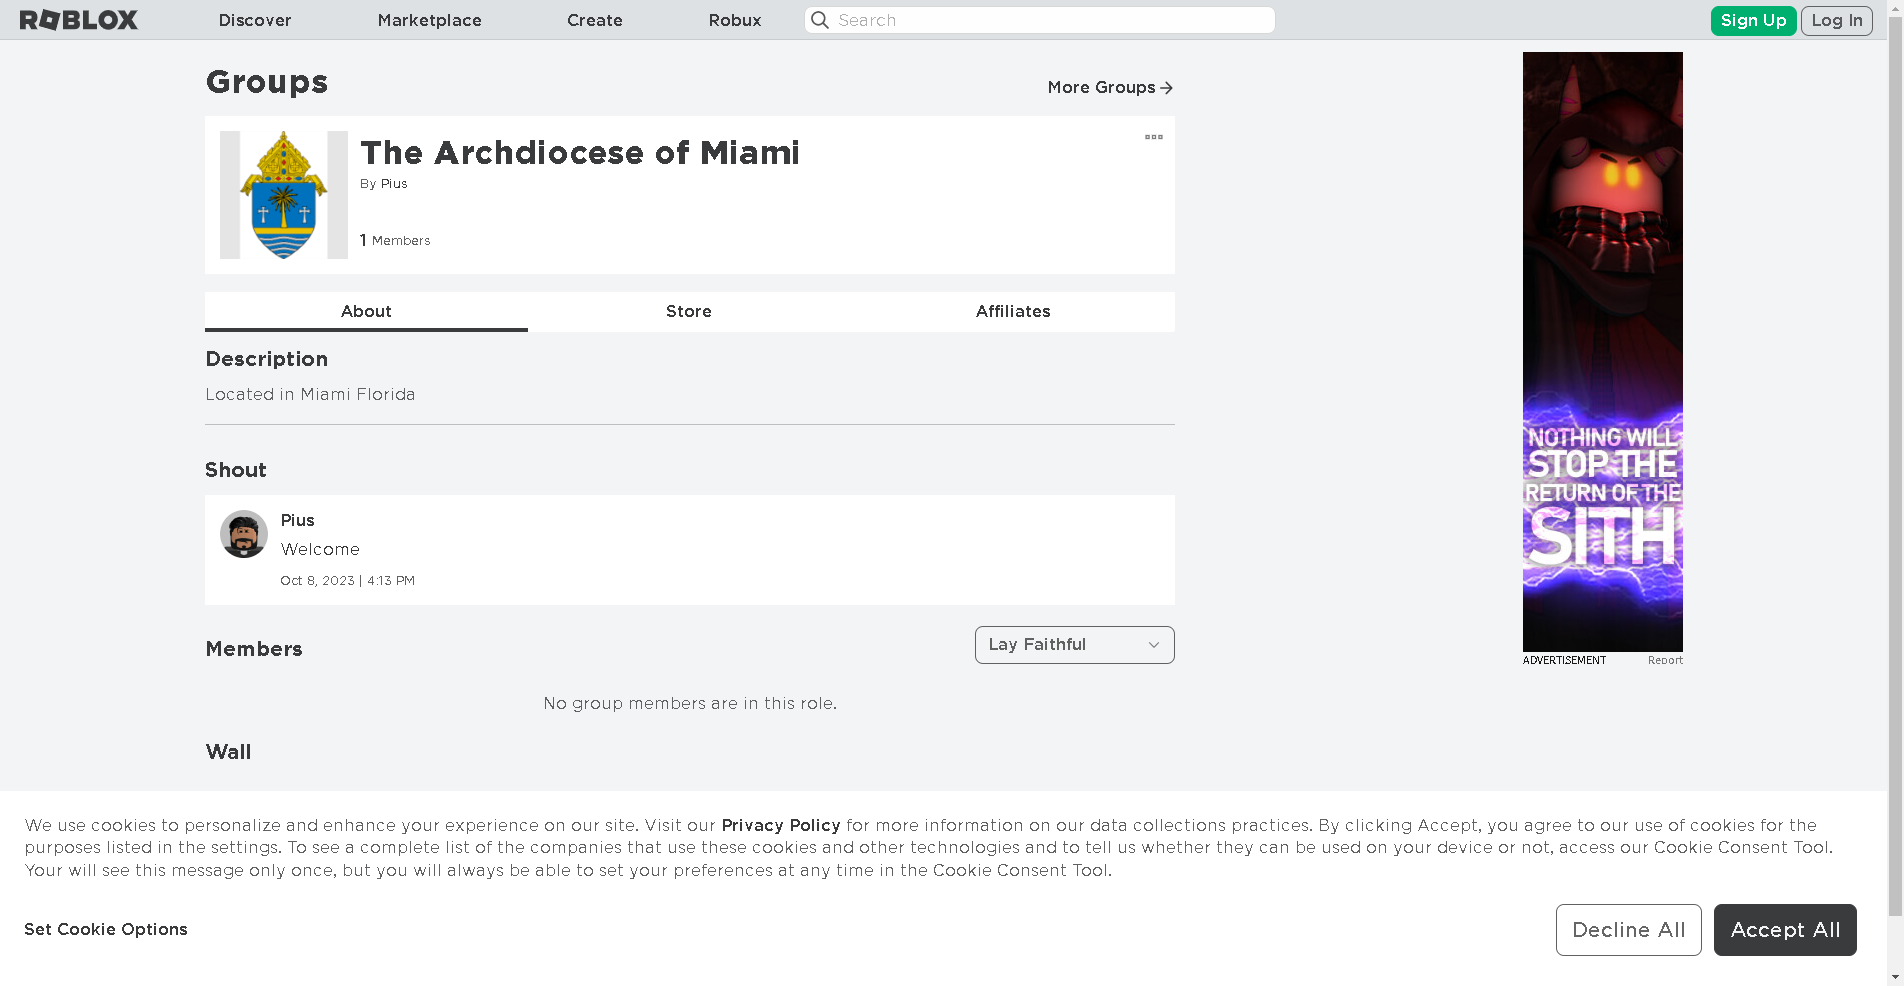 ROBLOX
Discover
Marketplace
Create
Robux
Search
Sign Up
Log In
Groups
More Groups
The Archdiocese of Miami
By Pius
1 Members
About
Store
Affiliates
Description
Located in Miami Florida
Shout
Pius
Welcome
Oct 8, 2023 | 4:13 PM
Members
Lay Faithful
No group members are in this role.
Wall
NOTHING WILL
STOP THE
RETURN OF THE
SITH
ADVERTISEMENT
Report
We use cookies to personalize and enhance your experience on our site. Visit our Privacy Policy for more information on our data collections practices. By clicking Accept, you agree to our use of cookies for the
purposes listed in the settings. To see a complete list of the companies that use these cookies and other technologies and to tell us whether they can be used on your device or not, access our Cookie Consent Tool.
Your will see this message only once, but you will always be able to set your preferences at any time in the Cookie Consent Tool.
Set Cookie Options
Decline All
Accept All